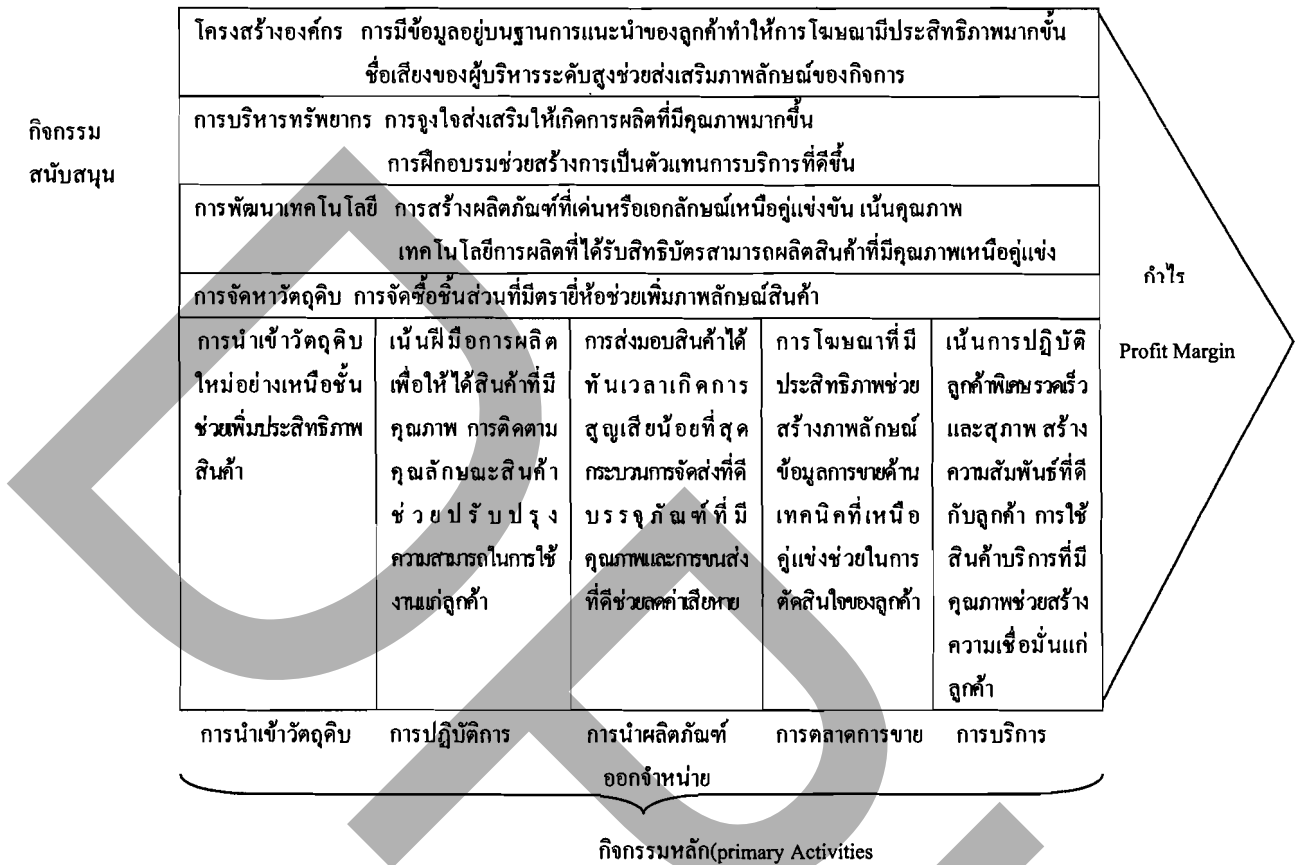 โครงสร้างองค์กร การมีข้อมูลอยู่บนฐานการแนะนำของลูกค้าทำให้การโฆษณามีประสิทธิภาพมากขั้น
ชื่อเสียงของผู้บริหารระดับสูงช่วยส่งเสริมภาพลักษณ์ของกิจการ
กิจกรรม
สนับสนุน
การบริหารทรัพยากร การจูงใจส่งเสริมให้เกิดการผลิตที่มีคุณภาพมากขึ้น
การฝึกอบรมช่วยสร้างการเป็นตัวแทนการบริการที่ดีขึ้น
การพัฒนาเทคโนโลยี การสร้างผลิตภัณฑ์ที่เด่นหรือเอกลักษณ์เหนือคู่แข่งขัน เน้นคุณภาพ
เทคโนโลยีการผลิตที่ได้รับสิทธิบัตรสามารถผลิตสินค้าที่มีคุณภาพเหนือคู่แข่ง
การจัดหาวัตถุดิบ การจัดซื้อชิ้นส่วนที่มีตรายี่ห้อช่วยเพิ่มภาพลักษณ์สินค้า
การนำเข้าวัตถุดิบ
ใหม่อย่างเหนือชั้น
ช่วยเพิ่มประสิทธิภาพ
สินค้า
เน้นฝีมือการผลิต
เพื่อให้ได้สินค้าที่มี
คุณภาพ การติดตาม
คุณลักษณะสินค้า
ช่วยปรับปรุง
ความสามารถในการใช้
งานแก่ลูกค้า
การส่งมอบสินค้าได้
ทันเวลาเกิดการ
สูญเสียน้อยที่สุด
กระบวนการจัดส่งที่ดี
บรรจุภัณฑ์ที่มี
คุณภาพและการขนส่ง
ที่ดีช่วยลดค่าเสียหาย
การโฆษณาที่มี
ประสิทธิภาพช่วย
สร้างภาพลักษณ์
ข้อมูลการขายด้าน
เทคนิคที่เหนือ
คู่แข่งช่วยในการ
ตัดสินใจของลูกค้า
เน้นการปฏิบัติ
ลูกค้าพิเศษรวดเร็ว
และสุภาพ สร้าง
ความสัมพันธ์ที่ดี
กับลูกค้า การใช้
สินค้าบริการที่มี
คุณภาพช่วยสร้าง
ความเชื่อมั่นแก่
ลูกค้า
กำไร
Profit Margin
การนำเข้าวัตถุดิบ
การปฏิบัติการ
การนำผลิตภัณฑ์
ออกจำหน่าย
การตลาดการขาย
การบริการ
กิจกรรมหลัก(primary Activities